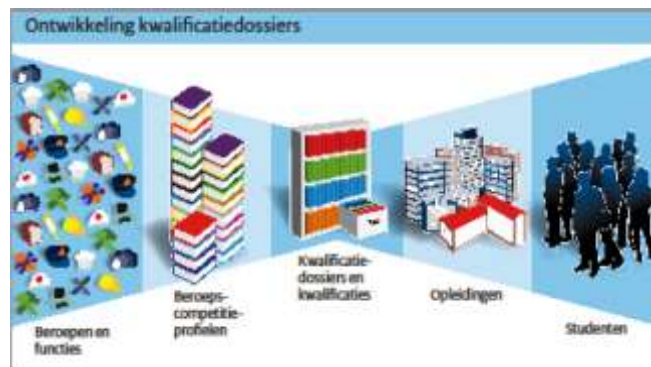 Ontwikkeling kwalificatiedossiers
Beroepen en
functies
Beroeps-
competitie-
profielen
Kwalificatie-
dossiers en
kwalificaties
Opleidingen
Studenten